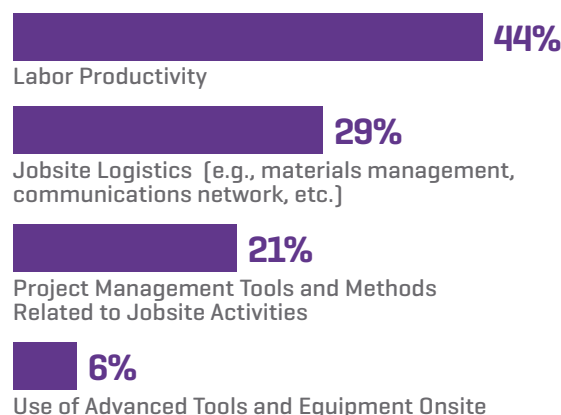 44%
Labor Productivity
29%
Jobsite Logistics (e.g., materials management,
communications network, etc.)
21%
Project Management Tools and Methods
Related to Jobsite Activities
6%
Use of Advanced Tools and Equipment Onsite